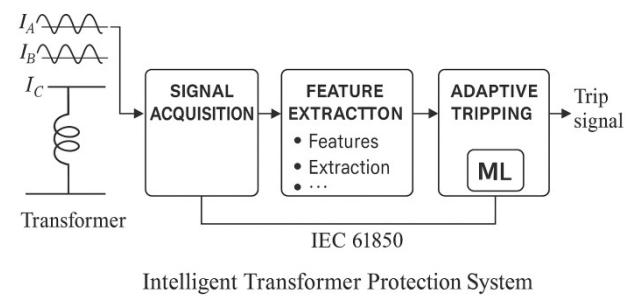 I_A
I_B
I_C
Transformer
SIGNAL
ACQUISITION
FEATURE
EXTRACTTON
• Features
• Extraction
• ...
ADAPTIVE
TRIPPING
ML
Trip
signal
IEC 61850
Intelligent Transformer Protection System